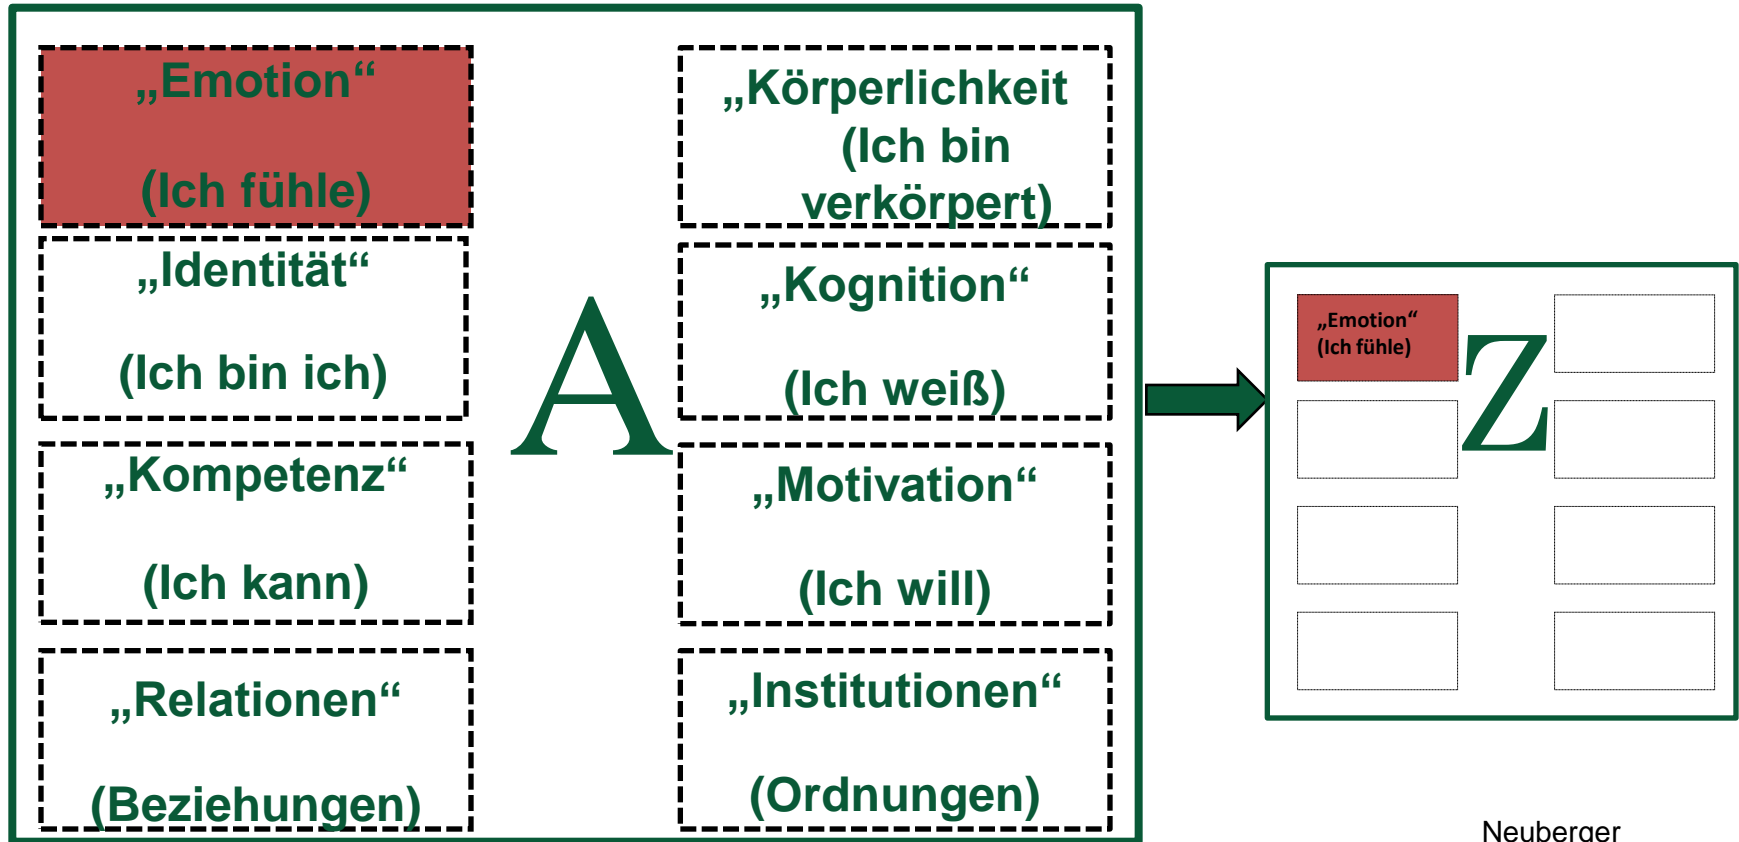 „Emotion“
(Ich fühle)
„Identität“
(Ich bin ich)
„Kompetenz“
(Ich kann)
„Relationen“
(Beziehungen)
A
„Körperlichkeit
(Ich bin
verkörpert)
„Kognition“
(Ich weiß)
„Motivation“
(Ich will)
„Institutionen“
(Ordnungen)
„Emotion“
(Ich fühle)
Z
Neuberger